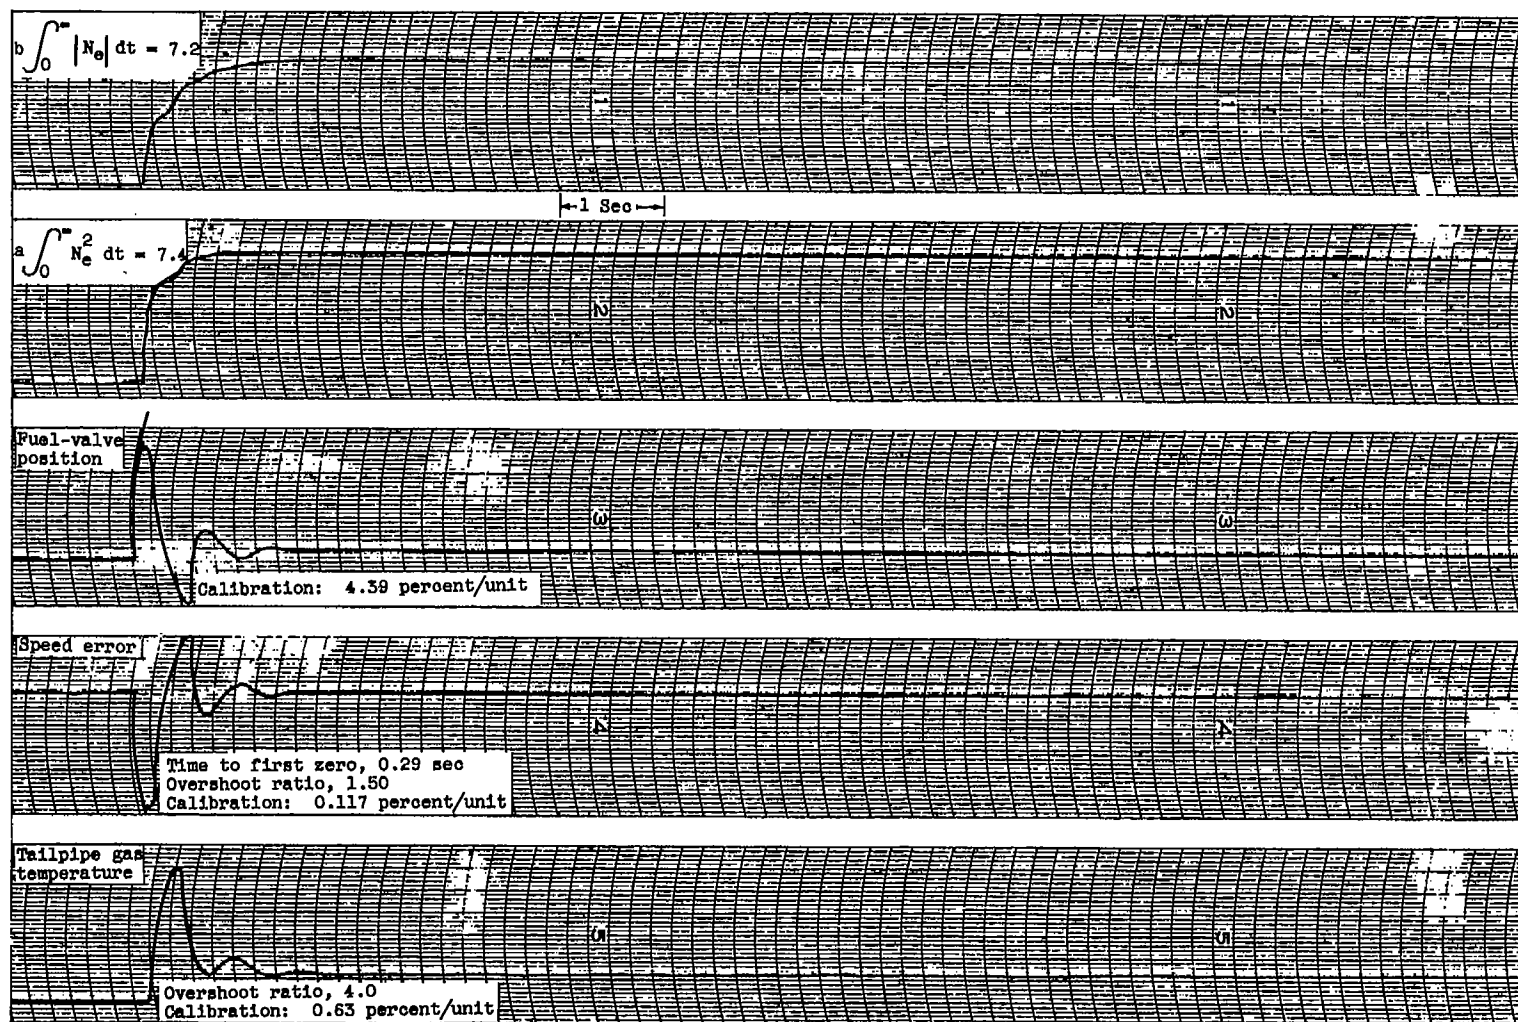 b ∫₀^∞ |Nₑ| dt = 7.2
1 1
1 Sec
a ∫₀^∞ Nₑ² dt = 7.4
2 2
Fuel-valve
position
3 3
Calibration: 4.39 percent/unit
Speed error
4 4
Time to first zero, 0.29 sec
Overshoot ratio, 1.50
Calibration: 0.117 percent/unit
Tailpipe gas
temperature
5 5
Overshoot ratio, 4.0
Calibration: 0.63 percent/unit